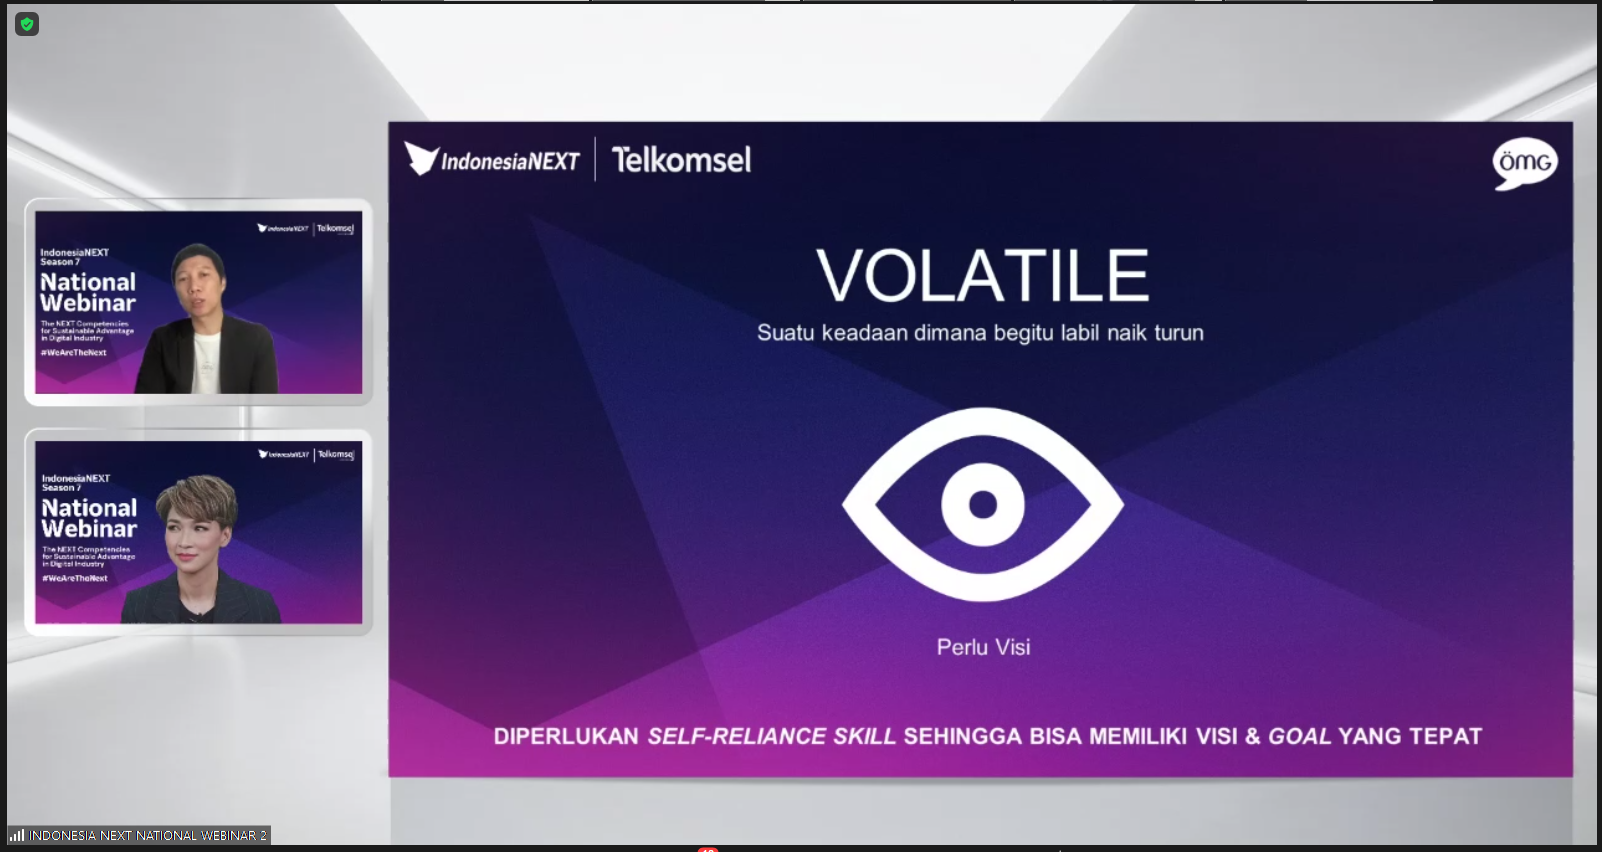 IndonesiaNEXT | Telkomsel
ÖMG
VOLATILE
Suatu keadaan dimana begitu labil naik turun
Perlu Visi
DIPERLUKAN SELF-RELIANCE SKILL SEHINGGA BISA MEMILIKI VISI & GOAL YANG TEPAT
IndonesiaNEXT | Telkomsel
IndonesiaNEXT
Season 7
National
Webinar
The NEXT Competencies
for Sustainable Advantage
in Digital Industry
#WeAreTheNext
IndonesiaNEXT | Telkomsel
IndonesiaNEXT
Season 7
National
Webinar
The NEXT Competencies
for Sustainable Advantage
in Digital Industry
#WeAreTheNext
INDONESIA NEXT NATIONAL WEBINAR 2